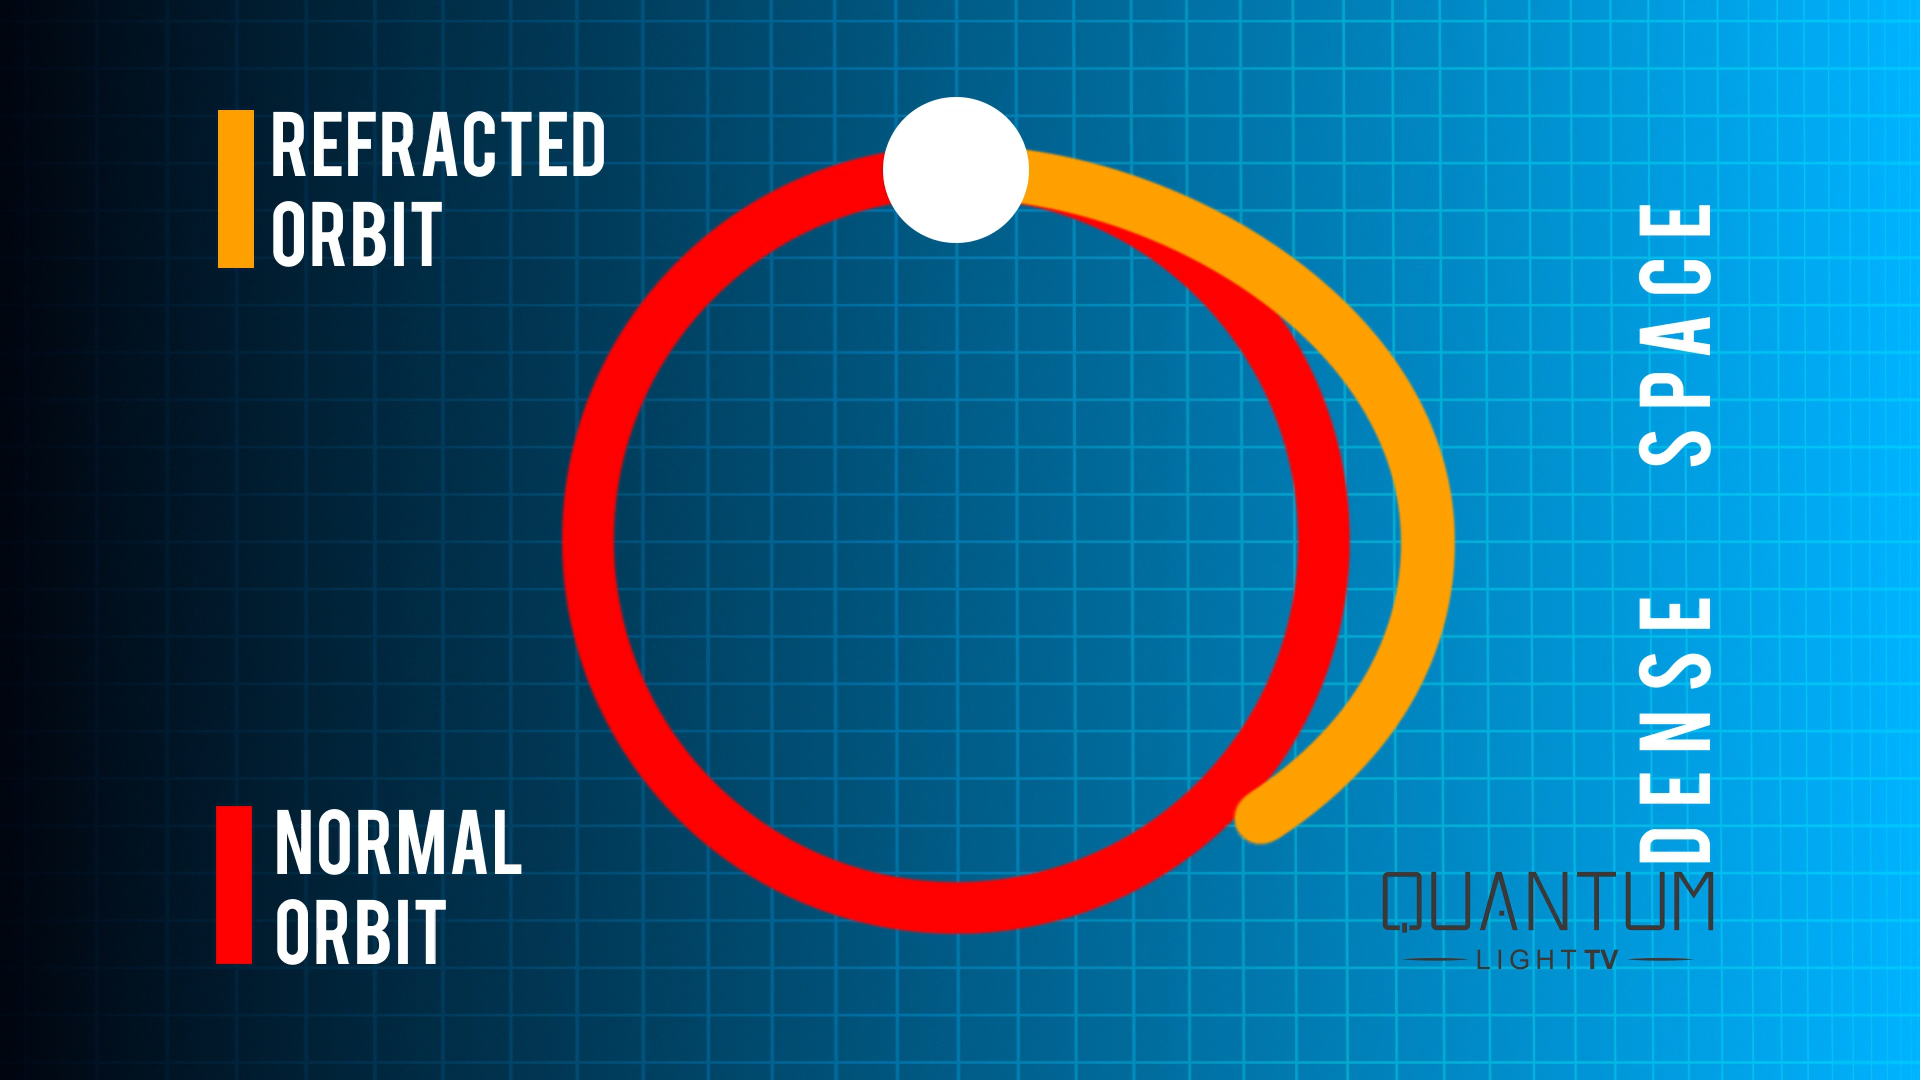 REFRACTED
ORBIT
NORMAL
ORBIT
DENSE SPACE
QUANTUM
LIGHT TV